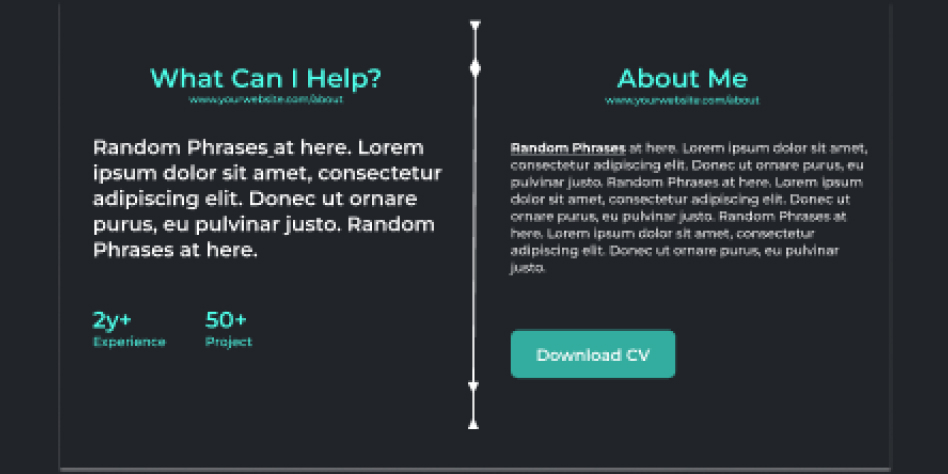 What Can I Help?
www.yourwebsite.com/about
Random Phrases at here. Lorem
ipsum dolor sit amet, consectetur
adipiscing elit. Donec ut ornare
purus, eu pulvinar justo. Random
Phrases at here.
2y+
Experience
50+
Project
About Me
www.yourwebsite.com/about
Random Phrases at here. Lorem ipsum dolor sit amet,
consectetur adipiscing elit. Donec ut ornare purus, eu
pulvinar justo. Random Phrases at here. Lorem ipsum
dolor sit amet, consectetur adipiscing elit. Donec ut
ornare purus, eu pulvinar justo. Random Phrases at
here. Lorem ipsum dolor sit amet, consectetur
adipiscing elit. Donec ut ornare purus, eu pulvinar
justo.
Download CV